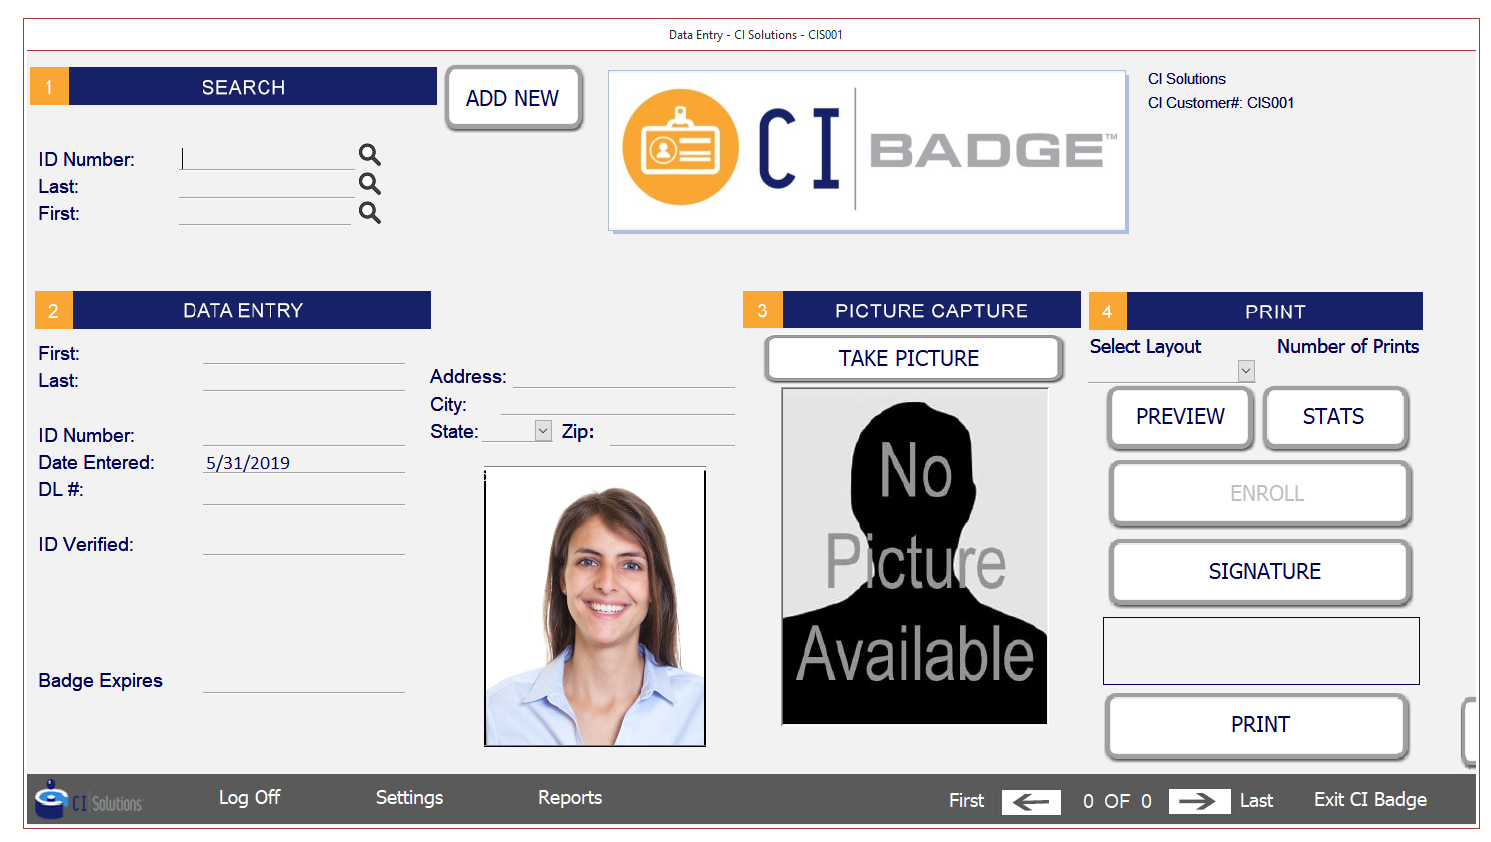 Data Entry - CI Solutions - CIS001
1 SEARCH
ADD NEW
CI BADGE™
CI Solutions
CI Customer#: CIS001
ID Number:
Last:
First:
2 DATA ENTRY
First:
Last:
ID Number:
Date Entered: 5/31/2019
DL #:
ID Verified:
Badge Expires
Address:
City:
State: Zip:
3 PICTURE CAPTURE
TAKE PICTURE
No
Picture
Available
4 PRINT
Select Layout Number of Prints
PREVIEW STATS
ENROLL
SIGNATURE
PRINT
CI Solutions Log Off Settings Reports First 0 OF 0 Last Exit CI Badge